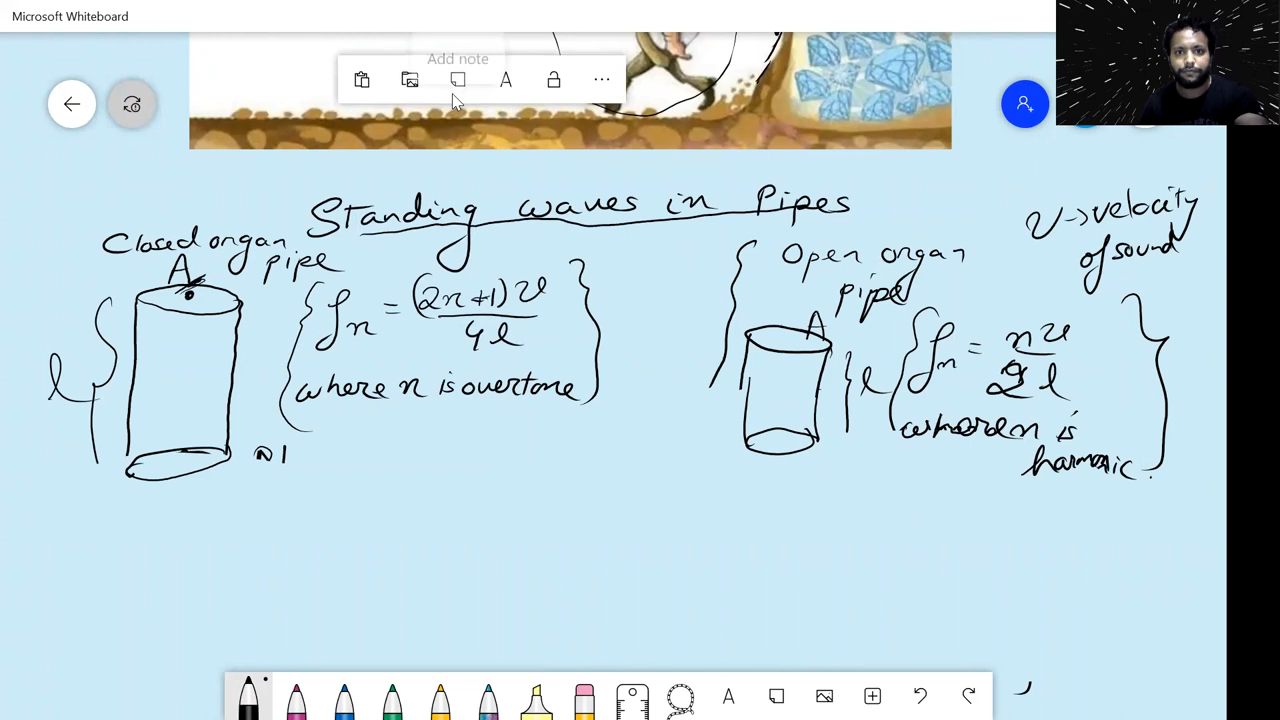 Microsoft Whiteboard
Add note
Standing waves in Pipes
v → velocity
of sound
Closed organ
pipe
A
l
fn = (2n+1)v / 4l
where n is overtone
Open organ
pipe
A
l
fn = nv / 2l
where n is
harmonic.